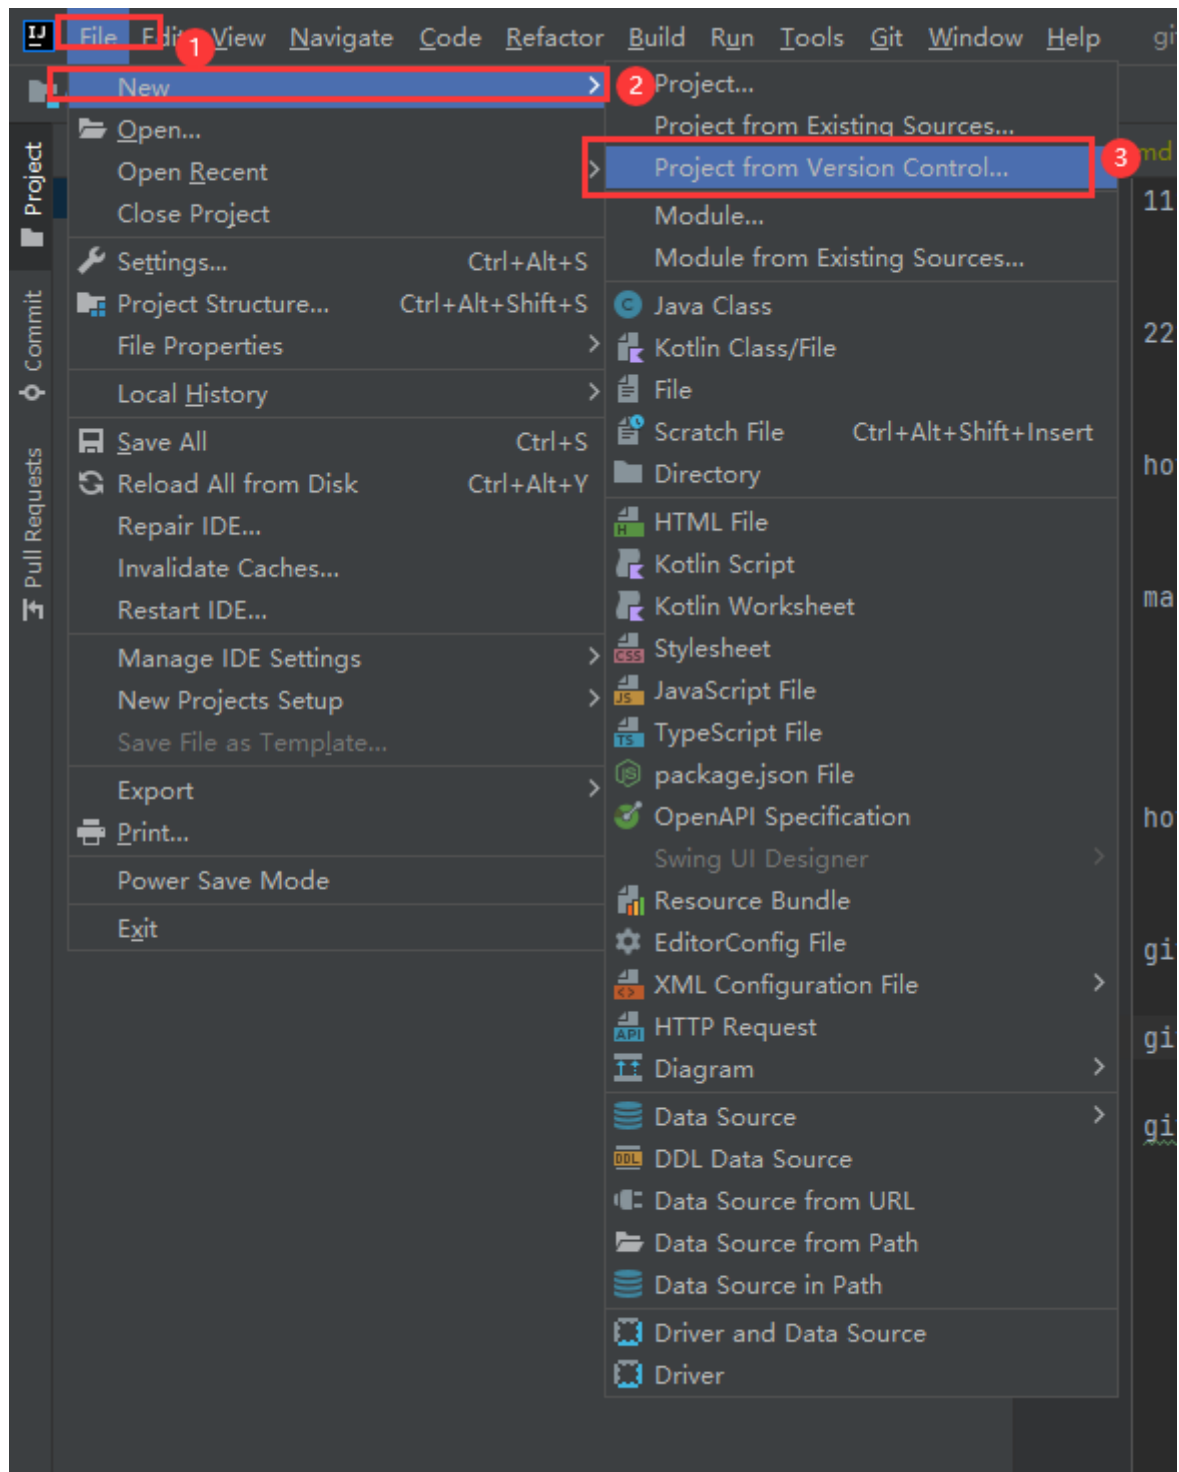 IJ File Edit View Navigate Code Refactor Build Run Tools Git Window Help
1
New
2
Open...
Open Recent
Close Project
Settings... Ctrl+Alt+S
Project Structure... Ctrl+Alt+Shift+S
File Properties
Local History
Save All Ctrl+S
Reload All from Disk Ctrl+Alt+Y
Repair IDE...
Invalidate Caches...
Restart IDE...
Manage IDE Settings
New Projects Setup
Save File as Template...
Export
Print...
Power Save Mode
Exit
Project...
Project from Existing Sources...
Project from Version Control...
3
Module...
Module from Existing Sources...
Java Class
Kotlin Class/File
File
Scratch File Ctrl+Alt+Shift+Insert
Directory
HTML File
Kotlin Script
Kotlin Worksheet
Stylesheet
JavaScript File
TypeScript File
package.json File
OpenAPI Specification
Swing UI Designer
Resource Bundle
EditorConfig File
XML Configuration File
HTTP Request
Diagram
Data Source
DDL Data Source
Data Source from URL
Data Source from Path
Data Source in Path
Driver and Data Source
Driver
Project
Commit
Pull Requests
md
11
22
ma